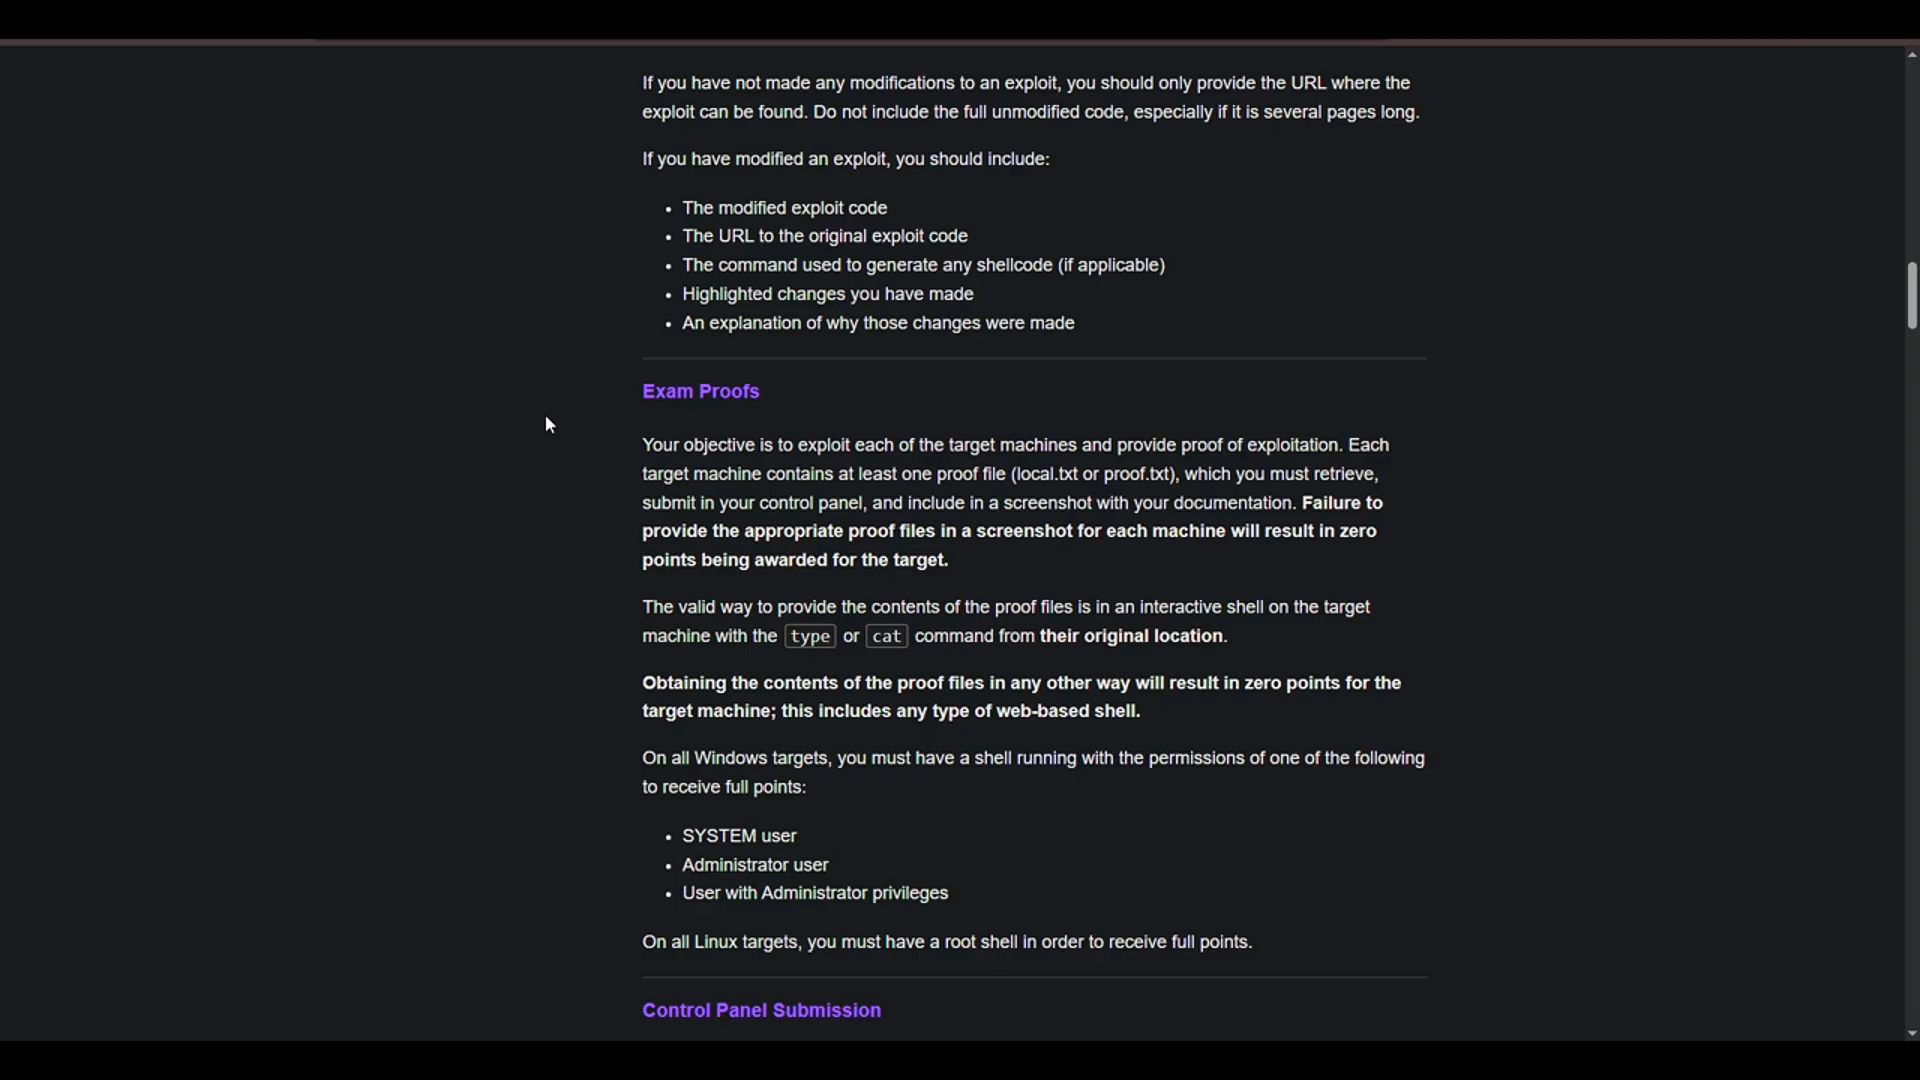 If you have not made any modifications to an exploit, you should only provide the URL where the
exploit can be found. Do not include the full unmodified code, especially if it is several pages long.
If you have modified an exploit, you should include:
• The modified exploit code
• The URL to the original exploit code
• The command used to generate any shellcode (if applicable)
• Highlighted changes you have made
• An explanation of why those changes were made
Exam Proofs
Your objective is to exploit each of the target machines and provide proof of exploitation. Each
target machine contains at least one proof file (local.txt or proof.txt), which you must retrieve,
submit in your control panel, and include in a screenshot with your documentation. Failure to
provide the appropriate proof files in a screenshot for each machine will result in zero
points being awarded for the target.
The valid way to provide the contents of the proof files is in an interactive shell on the target
machine with the type or cat command from their original location.
Obtaining the contents of the proof files in any other way will result in zero points for the
target machine; this includes any type of web-based shell.
On all Windows targets, you must have a shell running with the permissions of one of the following
to receive full points:
• SYSTEM user
• Administrator user
• User with Administrator privileges
On all Linux targets, you must have a root shell in order to receive full points.
Control Panel Submission